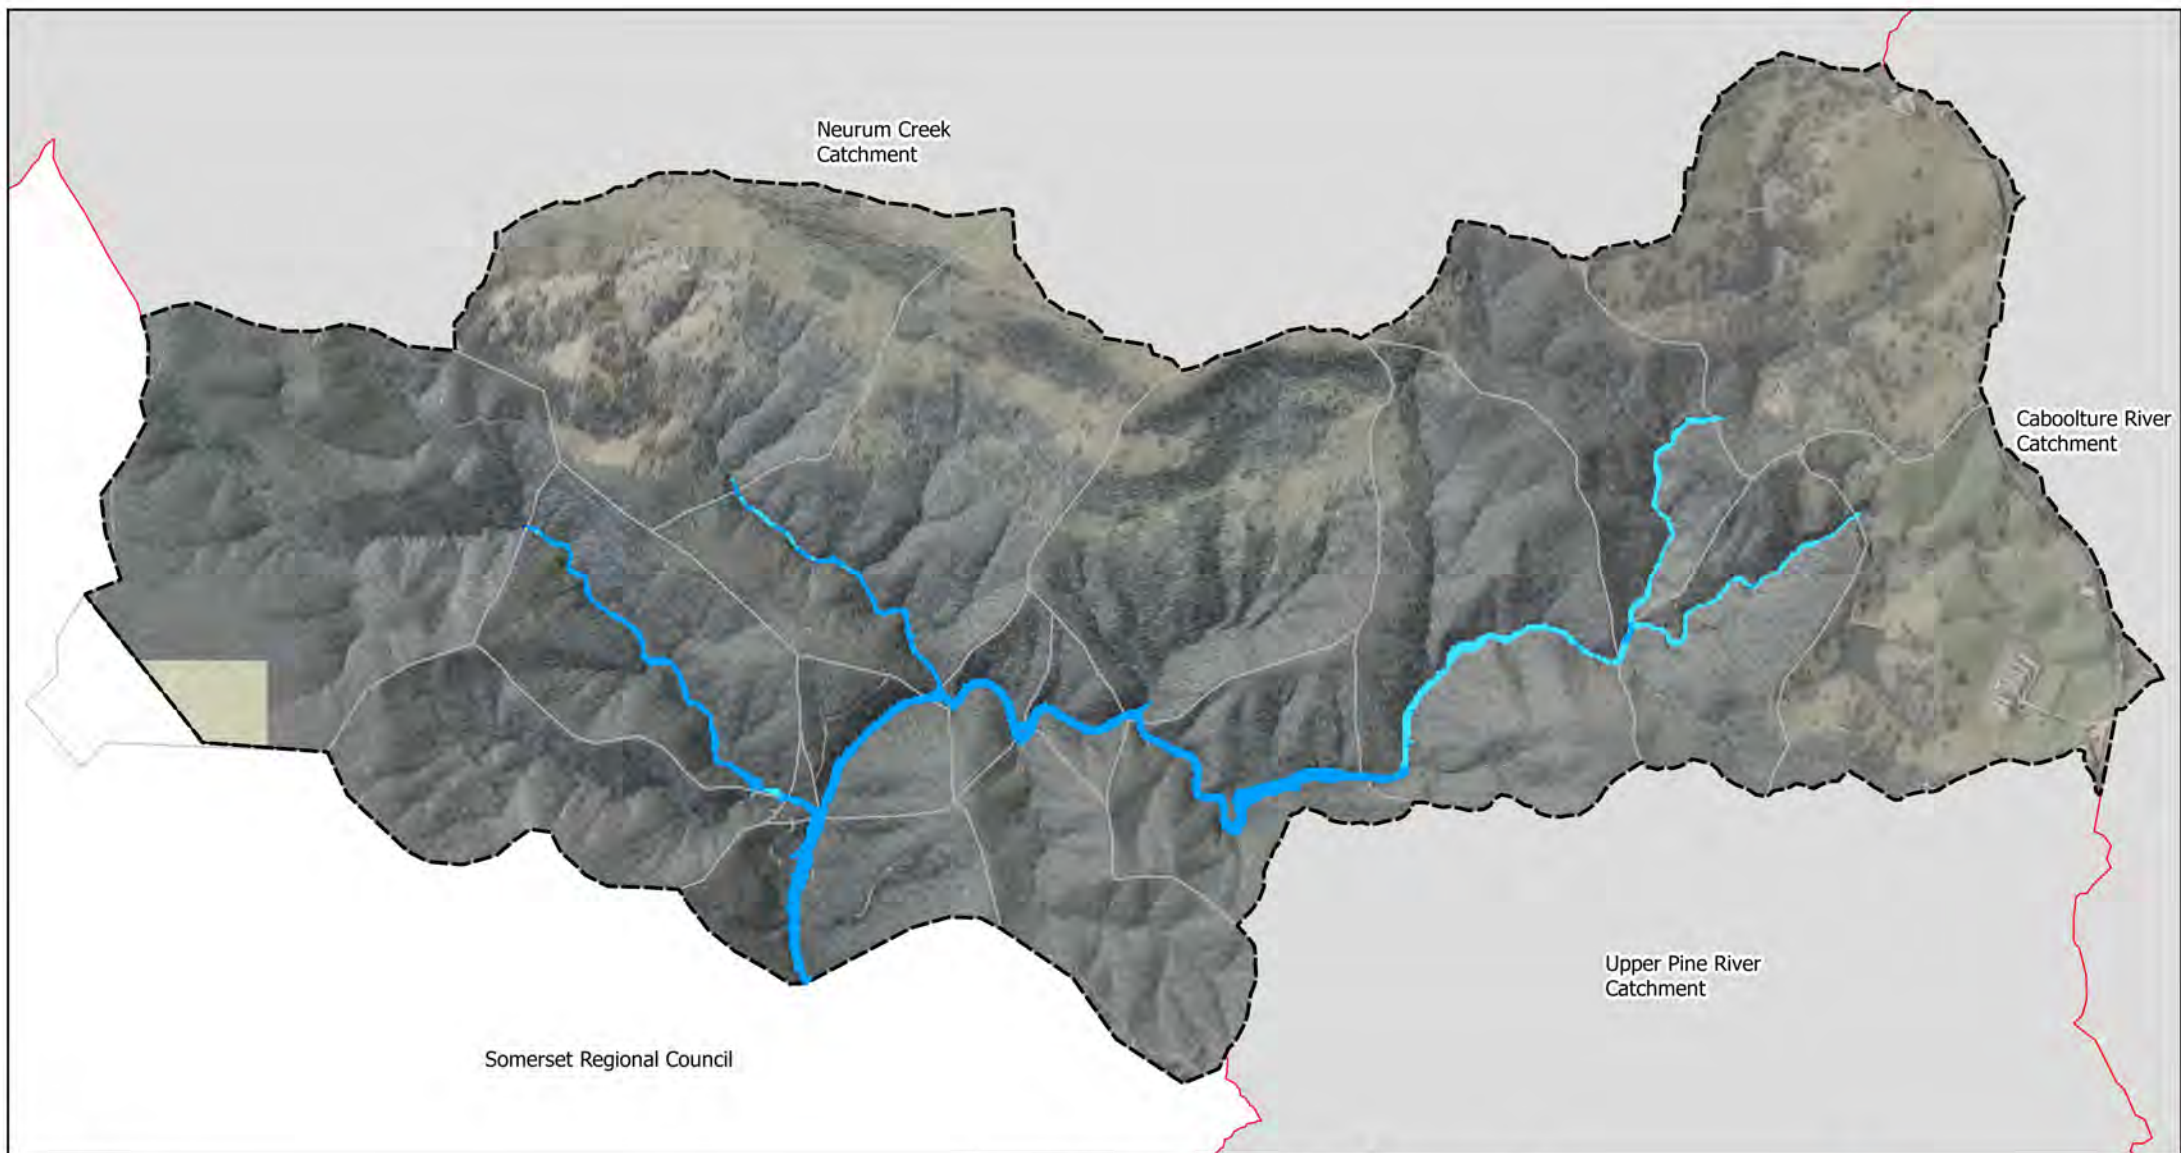 Neurum Creek
Catchment
Caboolture River
Catchment
Upper Pine River
Catchment
Somerset Regional Council